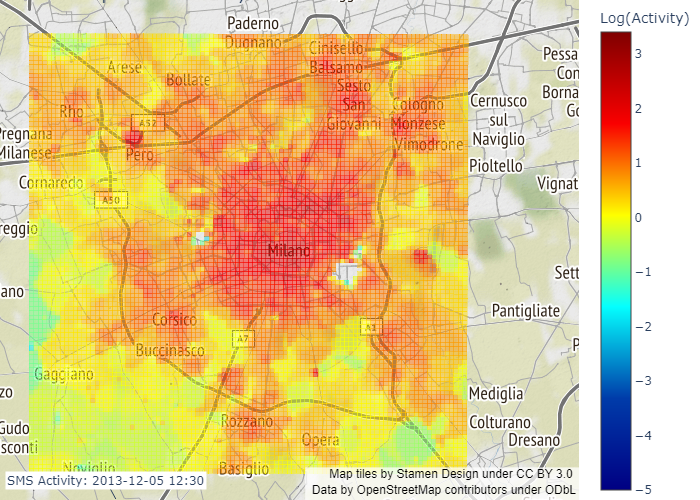 Paderno
Dugnano
Log(Activity)
Cinisello
Balsamo
Arese
Bollate
Sesto
San
Giovanni
Pessa
Con
Borna
Go
Rho
A52
Cologno
Monzese
Cernusco
sul
Naviglio
Pregnana
Milanese
Pero
Vimodrone
Pioltello
Cornaredo
A50
Vignat
reggio
Milano
Sett
ano
Corsico
Pantigliate
A7
A1
Buccinasco
P
Gaggiano
zo
Mediglia
Rozzano
Colturano
Gudo
sconti
Opera
Dresano
Noviglio
Basiglio
SMS Activity: 2013-12-05 12:30
Map tiles by Stamen Design under CC BY 3.0
Data by OpenStreetMap contributors under ODbL
3
2
1
0
−1
−2
−3
−4
−5